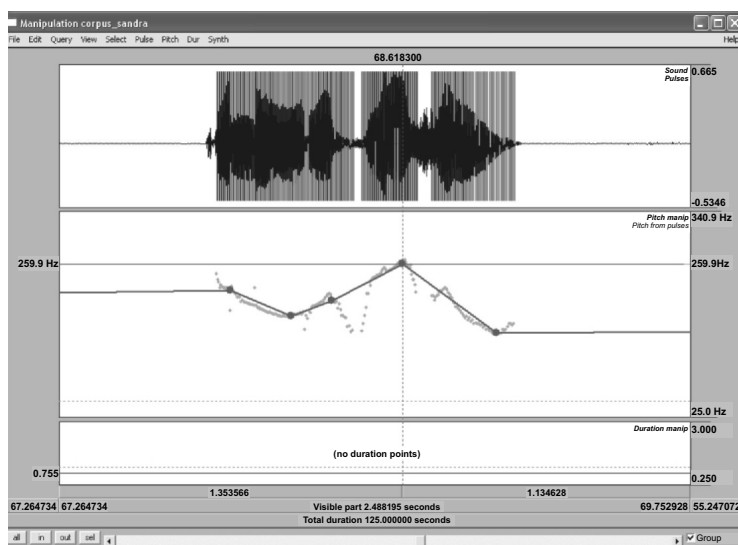 Manipulation corpus_sandra
File Edit Query View Select Pulse Pitch Dur Synth Help
68.618300
Sound 0.665
Pulses
-0.5346
Pitch manip 340.9 Hz
Pitch from pulses
259.9 Hz 259.9Hz
25.0 Hz
Duration manip 3.000
(no duration points)
0.755
0.250
1.353566 1.134628
67.264734 67.264734 Visible part 2.488195 seconds 69.752928 55.247072
Total duration 125.000000 seconds
all in out sel Group